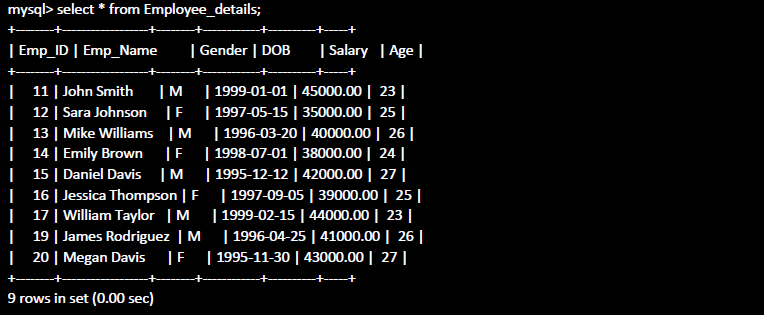 mysql> select * from Employee_details;
+--------+------------------+--------+------------+----------+-----+
| Emp_ID | Emp_Name | Gender | DOB | Salary | Age |
+--------+------------------+--------+------------+----------+-----+
| 11 | John Smith | M | 1999-01-01 | 45000.00 | 23 |
| 12 | Sara Johnson | F | 1997-05-15 | 35000.00 | 25 |
| 13 | Mike Williams | M | 1996-03-20 | 40000.00 | 26 |
| 14 | Emily Brown | F | 1998-07-01 | 38000.00 | 24 |
| 15 | Daniel Davis | M | 1995-12-12 | 42000.00 | 27 |
| 16 | Jessica Thompson | F | 1997-09-05 | 39000.00 | 25 |
| 17 | William Taylor | M | 1999-02-15 | 44000.00 | 23 |
| 19 | James Rodriguez | M | 1996-04-25 | 41000.00 | 26 |
| 20 | Megan Davis | F | 1995-11-30 | 43000.00 | 27 |
+--------+------------------+--------+------------+----------+-----+
9 rows in set (0.00 sec)